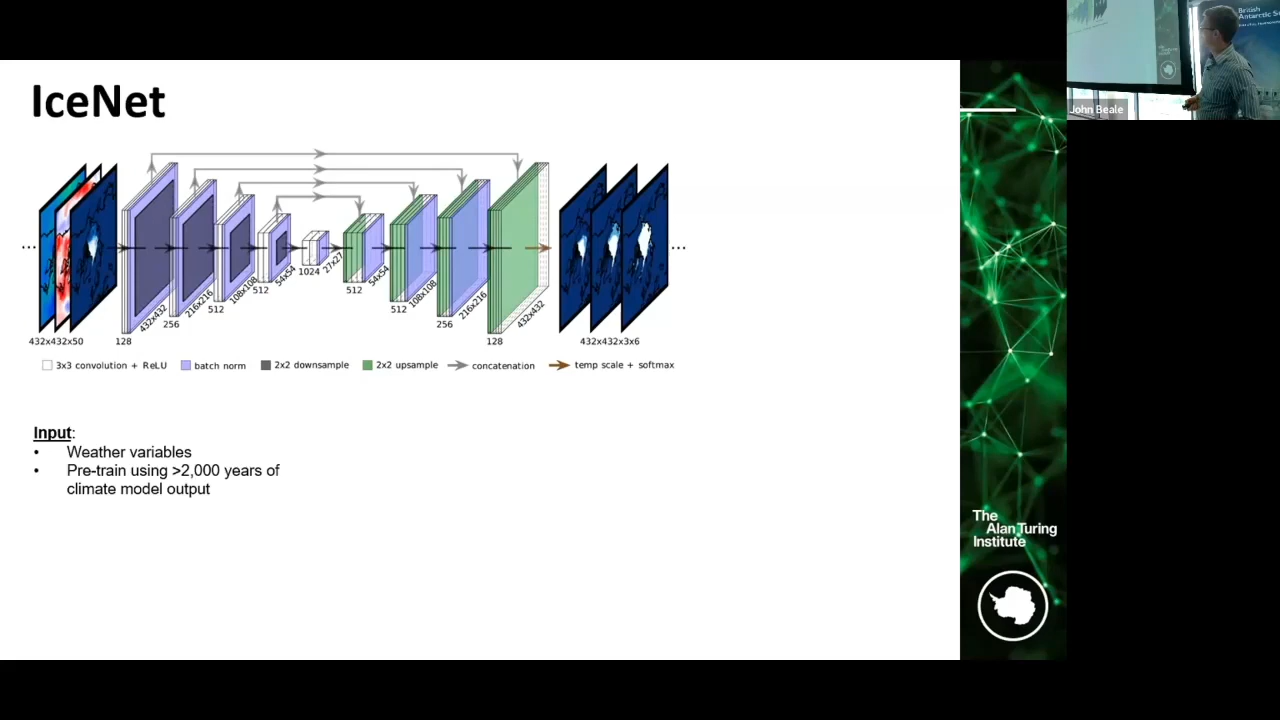 IceNet
432x432x50
128
432x432
256
216x216
512
108x108
512
54x54
1024
27x27
512
54x54
512
108x108
256
216x216
128
432x432
432x432x3x6
3x3 convolution + ReLU
batch norm
2x2 downsample
2x2 upsample
concatenation
temp scale + softmax
Input:
• Weather variables
• Pre-train using >2,000 years of
climate model output
The
Alan Turing
Institute
British
John Beale